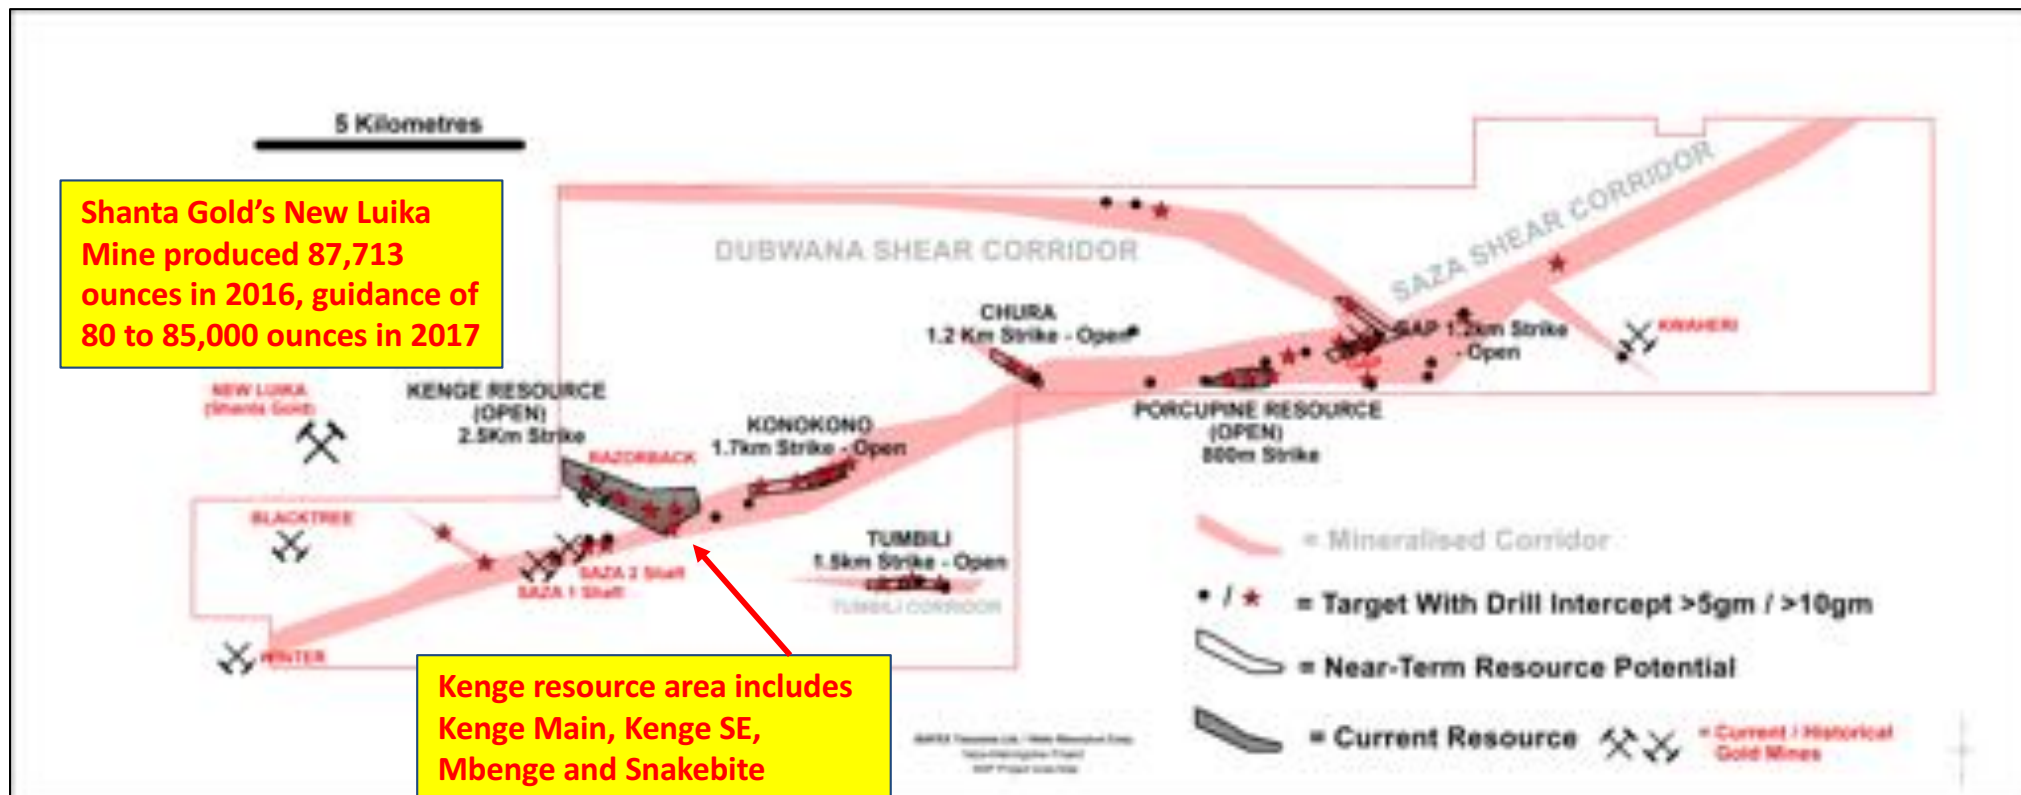 5 Kilometres
Shanta Gold's New Luika
Mine produced 87,713
ounces in 2016, guidance of
80 to 85,000 ounces in 2017
DUBWANA SHEAR CORRIDOR
SAZA SHEAR CORRIDOR
CHURA
1.2 Km Strike - Open
GAP 1.2km Strike
- Open
KWAHERI
NEW LUIKA
(Shanta Gold)
KENGE RESOURCE
(OPEN)
2.5Km Strike
RAZORBACK
KONOKONO
1.7km Strike - Open
PORCUPINE RESOURCE
(OPEN)
800m Strike
BLACKTREE
SAZA 2 Shaft
SAZA 1 Shaft
TUMBILI
1.5km Strike - Open
TUMBILI CORRIDOR
WINTER
= Mineralised Corridor
• / ★ = Target With Drill Intercept >5gm / >10gm
= Near-Term Resource Potential
= Current Resource
= Current / Historical
Gold Mines
Kenge resource area includes
Kenge Main, Kenge SE,
Mbenge and Snakebite